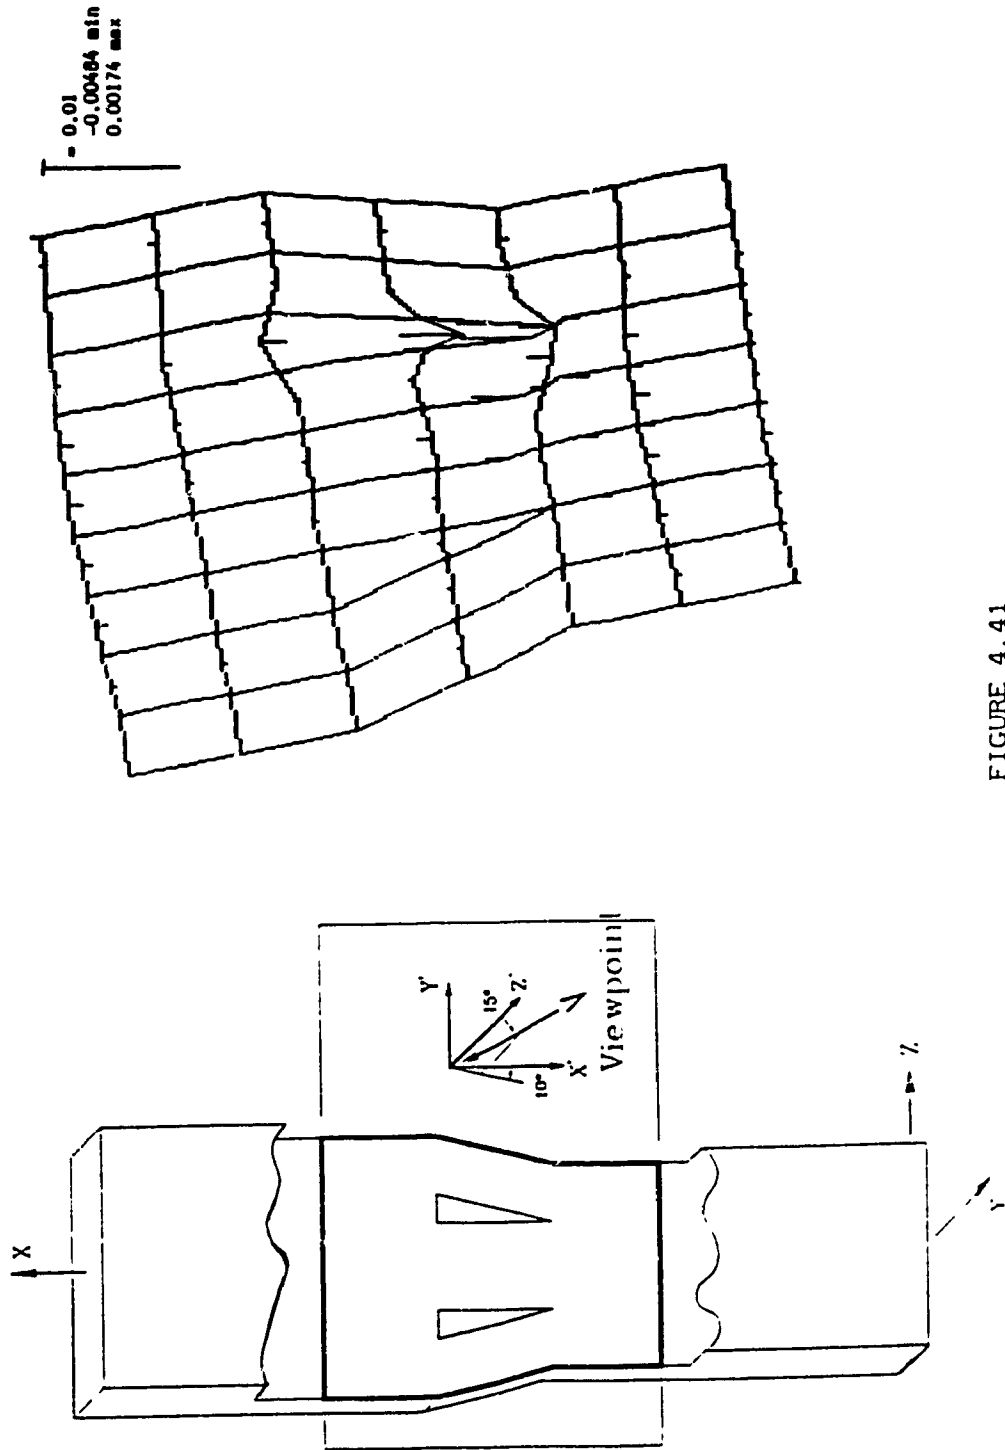 = 0.01
-0.00484 min
0.00174 max
X
Y'
15°
Z'
10°
X'
Viewpoint
Z
Y
FIGURE 4.41